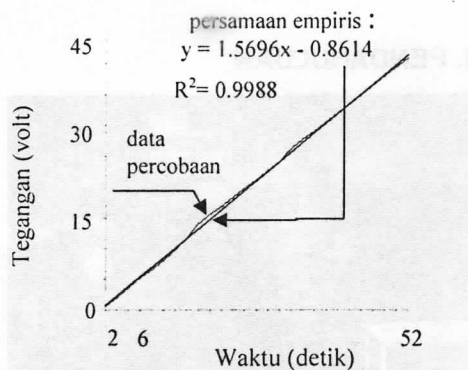 persamaan empiris :
y = 1.5696x - 0.8614
R²= 0.9988
data
percobaan
Tegangan (volt)
45
30
15
0
2 6 52
Waktu (detik)